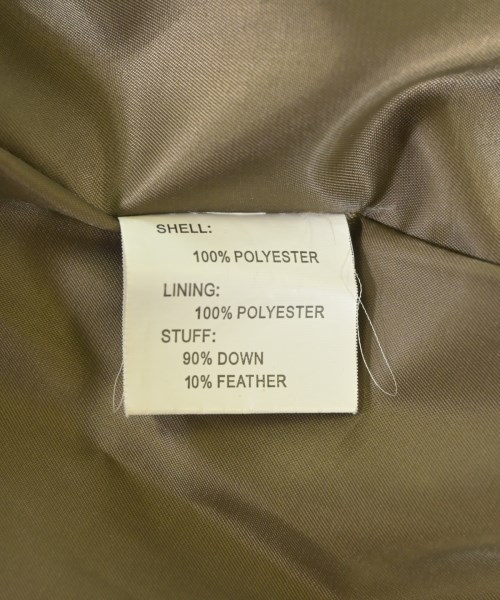 SHELL:
100% POLYESTER
LINING:
100% POLYESTER
STUFF:
90% DOWN
10% FEATHER